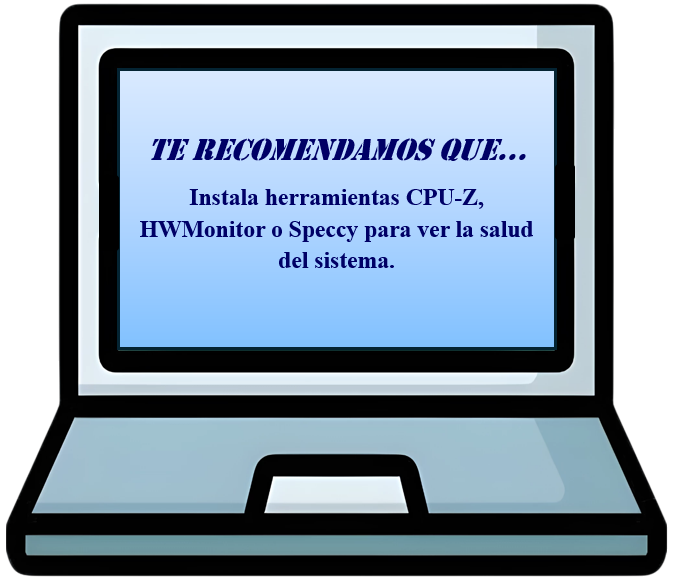 TE RECOMENDAMOS QUE...
Instala herramientas CPU-Z,
HWMonitor o Speccy para ver la salud
del sistema.